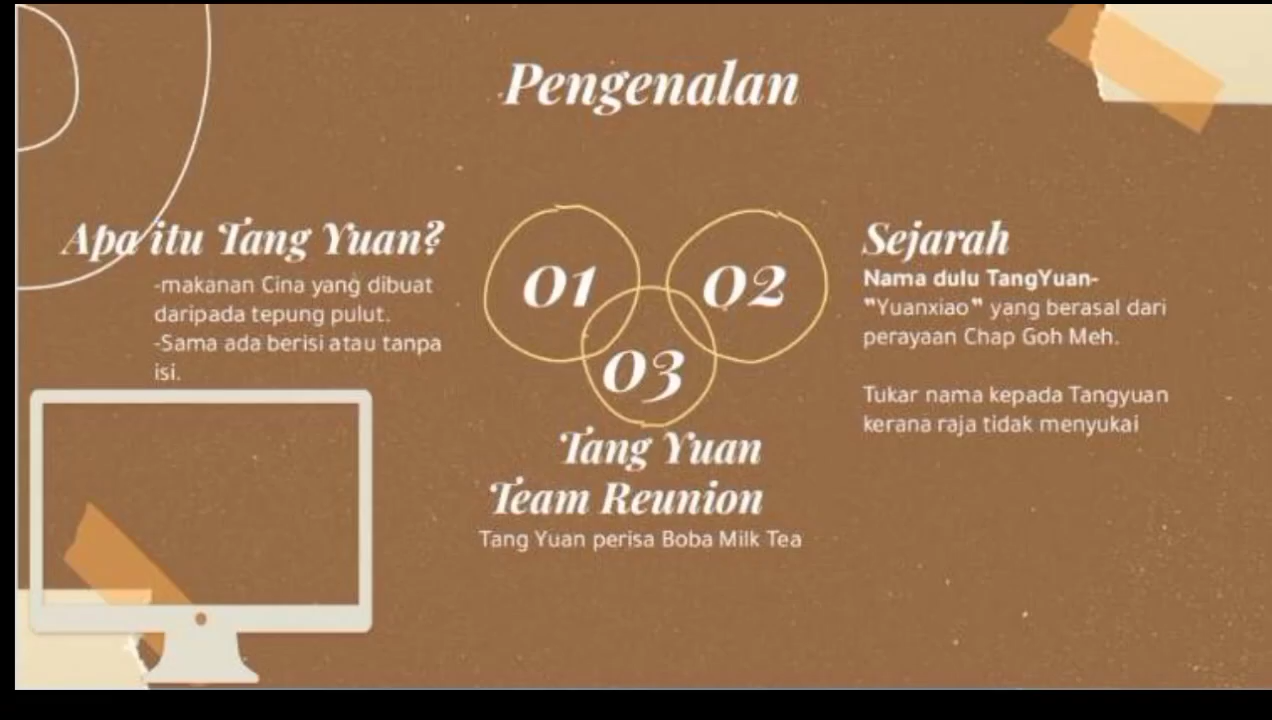 Pengenalan
Apa itu Tang Yuan?
-makanan Cina yang dibuat
daripada tepung pulut.
-Sama ada berisi atau tanpa
isi.
01
02
03
Sejarah
Nama dulu TangYuan-
"Yuanxiao" yang berasal dari
perayaan Chap Goh Meh.
Tukar nama kepada Tangyuan
kerana raja tidak menyukai
Tang Yuan
Team Reunion
Tang Yuan perisa Boba Milk Tea